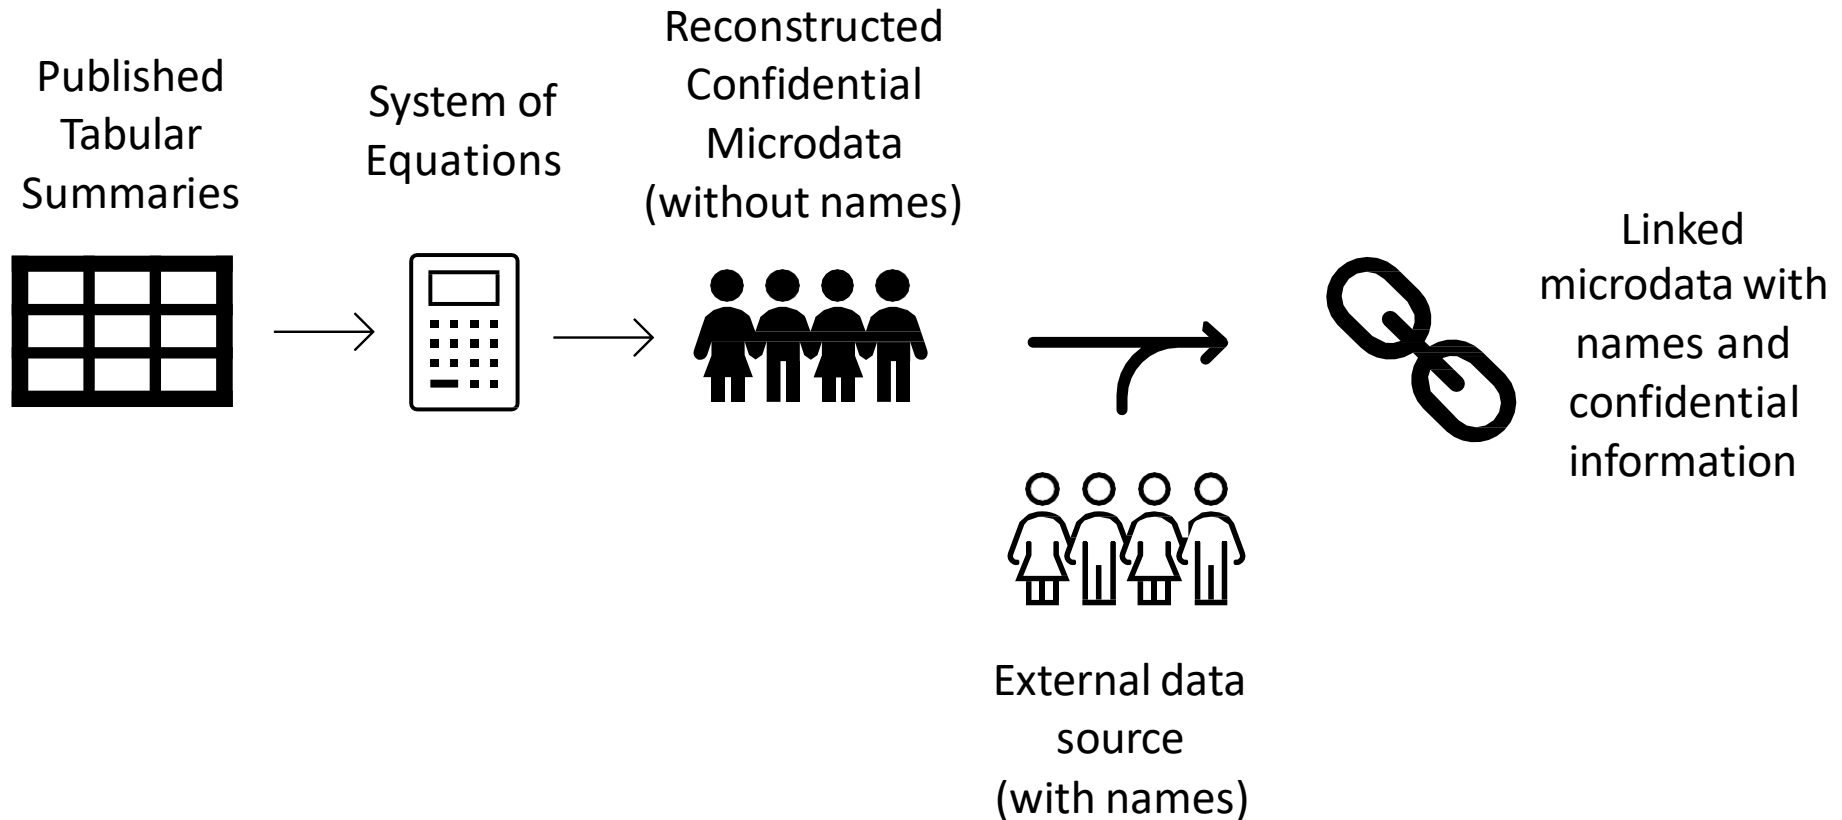 Published
Tabular
Summaries
System of
Equations
Reconstructed
Confidential
Microdata
(without names)
External data
source
(with names)
Linked
microdata with
names and
confidential
information